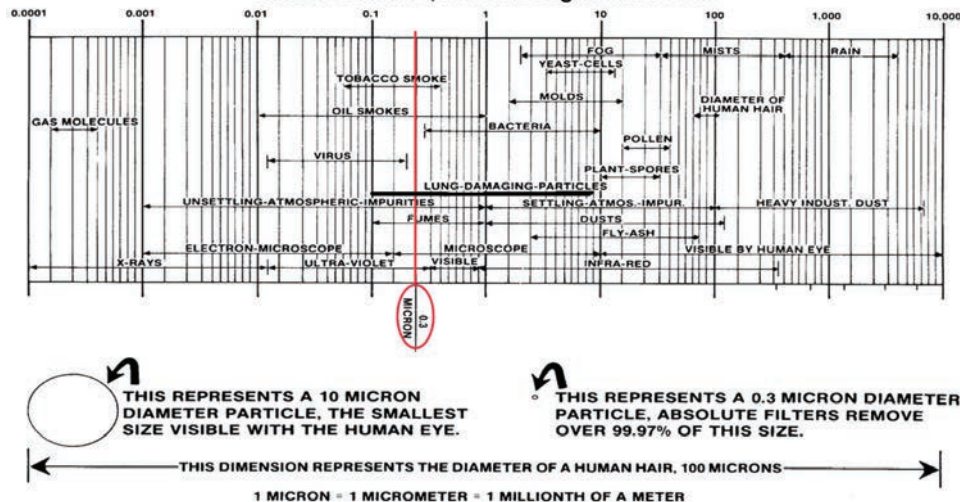 0.0001 0.001 0.01 0.1 1 10 100 1,000 10,000
FOG MISTS RAIN
YEAST-CELLS
TOBACCO SMOKE
MOLDS DIAMETER OF
HUMAN HAIR
OIL SMOKES
GAS MOLECULES
BACTERIA
POLLEN
VIRUS
PLANT-SPORES
LUNG-DAMAGING-PARTICLES
UNSETTLING-ATMOSPHERIC-IMPURITIES SETTLING-ATMOS.-IMPUR. HEAVY INDUST. DUST
FUMES DUSTS
FLY-ASH
ELECTRON-MICROSCOPE MICROSCOPE VISIBLE BY HUMAN EYE
X-RAYS ULTRA-VIOLET VISIBLE INFRA-RED
0.3
MICRON
THIS REPRESENTS A 10 MICRON
DIAMETER PARTICLE, THE SMALLEST
SIZE VISIBLE WITH THE HUMAN EYE.
THIS REPRESENTS A 0.3 MICRON DIAMETER
PARTICLE, ABSOLUTE FILTERS REMOVE
OVER 99.97% OF THIS SIZE.
THIS DIMENSION REPRESENTS THE DIAMETER OF A HUMAN HAIR, 100 MICRONS
1 MICRON = 1 MICROMETER = 1 MILLIONTH OF A METER